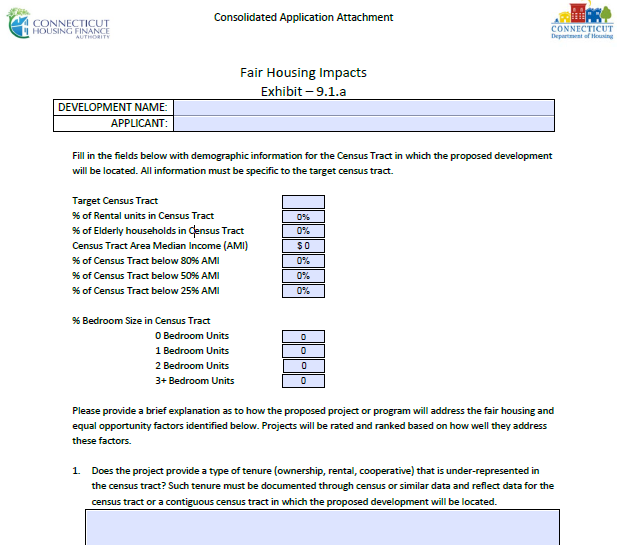 CONNECTICUT
HOUSING FINANCE
AUTHORITY
Consolidated Application Attachment
CONNECTICUT
Department of Housing
Fair Housing Impacts
Exhibit – 9.1.a
DEVELOPMENT NAME:
APPLICANT:
Fill in the fields below with demographic information for the Census Tract in which the proposed development
will be located. All information must be specific to the target census tract.
Target Census Tract
% of Rental units in Census Tract 0%
% of Elderly households in Census Tract 0%
Census Tract Area Median Income (AMI) $ 0
% of Census Tract below 80% AMI 0%
% of Census Tract below 50% AMI 0%
% of Census Tract below 25% AMI 0%
% Bedroom Size in Census Tract
0 Bedroom Units 0
1 Bedroom Units 0
2 Bedroom Units 0
3+ Bedroom Units 0
Please provide a brief explanation as to how the proposed project or program will address the fair housing and
equal opportunity factors identified below. Projects will be rated and ranked based on how well they address
these factors.
1. Does the project provide a type of tenure (ownership, rental, cooperative) that is under-represented in
the census tract? Such tenure must be documented through census or similar data and reflect data for the
census tract or a contiguous census tract in which the proposed development will be located.